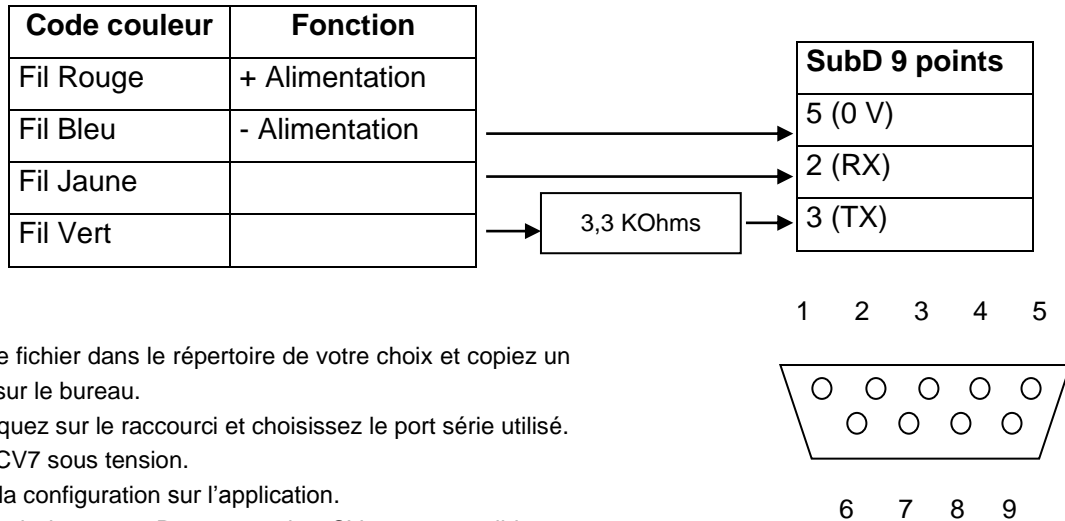 Code couleur Fonction
Fil Rouge + Alimentation
Fil Bleu - Alimentation
Fil Jaune
Fil Vert
3,3 KOhms
SubD 9 points
5 (0 V)
2 (RX)
3 (TX)
1 2 3 4 5
6 7 8 9
e fichier dans le répertoire de votre choix et copiez un
sur le bureau.
quez sur le raccourci et choisissez le port série utilisé.
CV7 sous tension.
la configuration sur l’application.